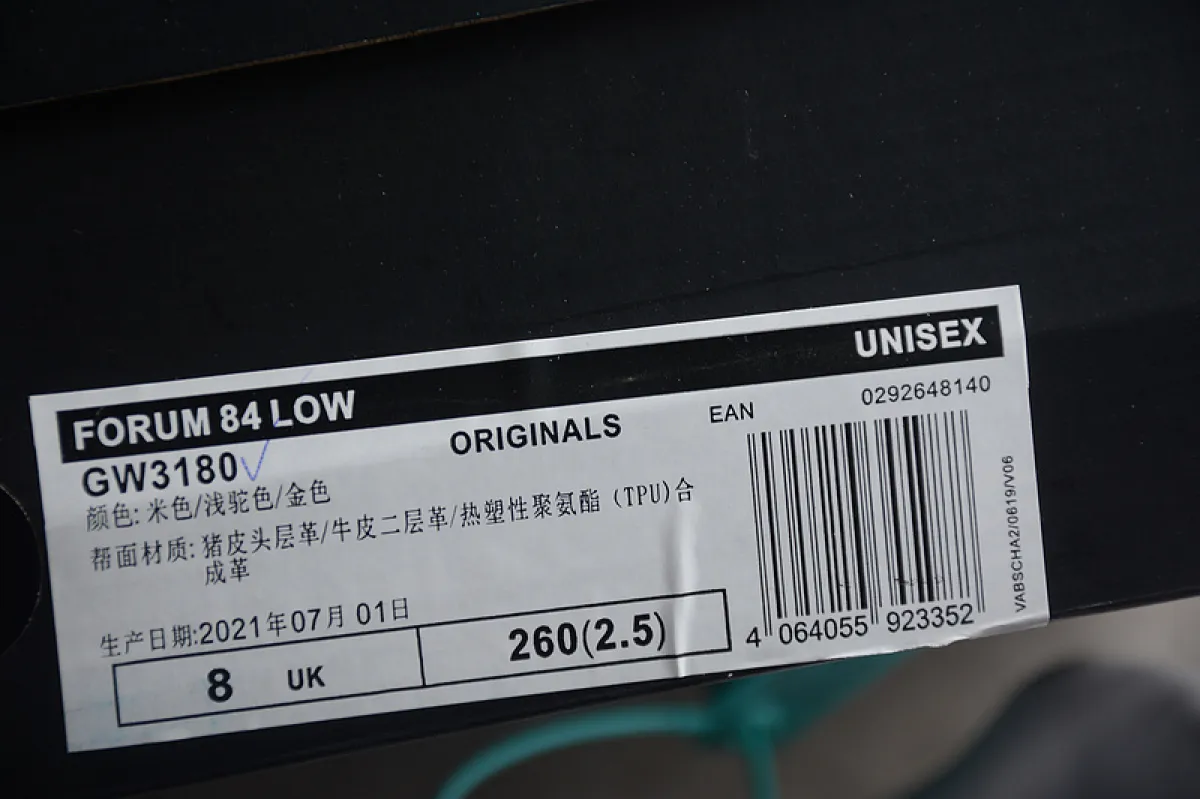 FORUM 84 LOW UNISEX
GW3180 ORIGINALS EAN 0292648140
颜色: 米色/浅驼色/金色
帮面材质: 猪皮头层革/牛皮二层革/热塑性聚氨酯 (TPU)合
成革
生产日期:2021年07月 01日
8 UK 260(2.5)
4 064055 923352
VABSCHA2/0619/V06